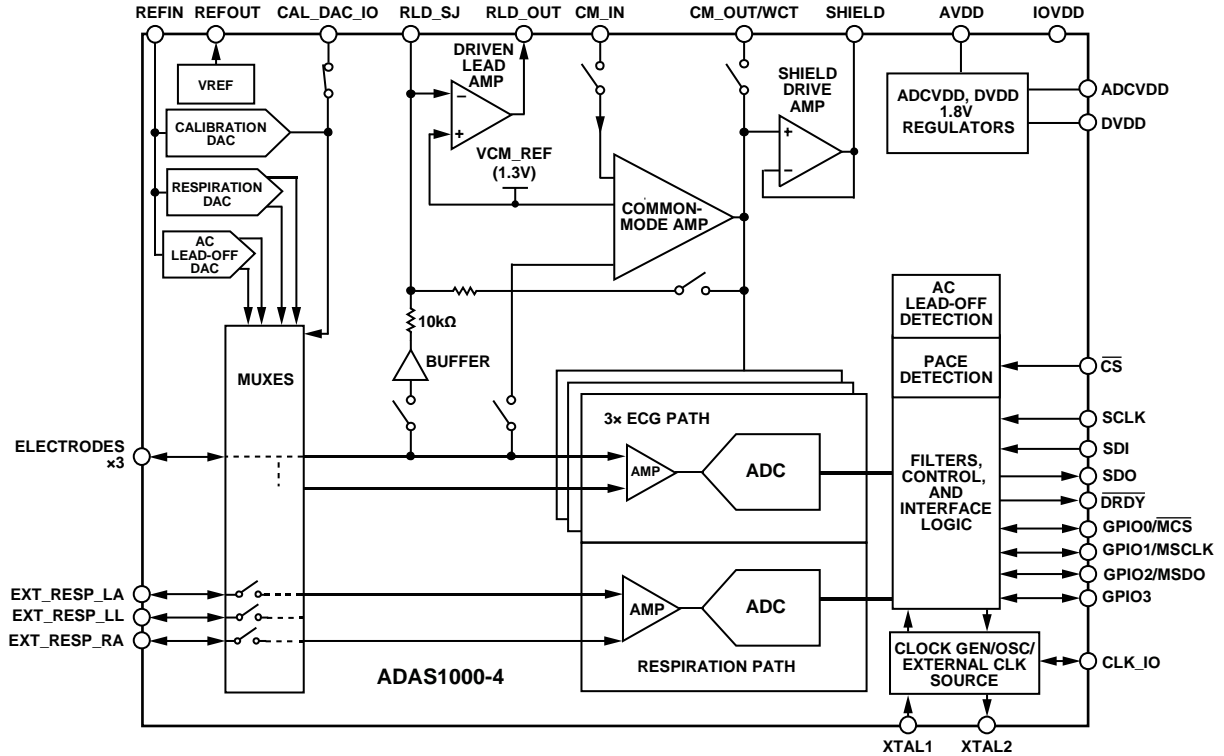 REFIN REFOUT CAL_DAC_IO RLD_SJ RLD_OUT CM_IN CM_OUT/WCT SHIELD AVDD IOVDD
DRIVEN
LEAD
AMP
VREF
SHIELD
DRIVE
AMP
ADCVDD, DVDD
1.8V
REGULATORS
ADCVDD
DVDD
CALIBRATION
DAC
–
+
+
–
VCM_REF
(1.3V)
RESPIRATION
DAC
COMMON-
MODE AMP
AC
LEAD-OFF
DAC
AC
LEAD-OFF
DETECTION
10kΩ
BUFFER
MUXES
PACE
DETECTION
CS
3× ECG PATH
SCLK
ELECTRODES
×3
SDI
AMP
ADC
FILTERS,
CONTROL,
AND
INTERFACE
LOGIC
SDO
DRDY
GPIO0/MCS
GPIO1/MSCLK
GPIO2/MSDO
GPIO3
EXT_RESP_LA
EXT_RESP_LL
EXT_RESP_RA
AMP
ADC
RESPIRATION PATH
ADAS1000-4
CLOCK GEN/OSC/
EXTERNAL CLK
SOURCE
CLK_IO
XTAL1 XTAL2